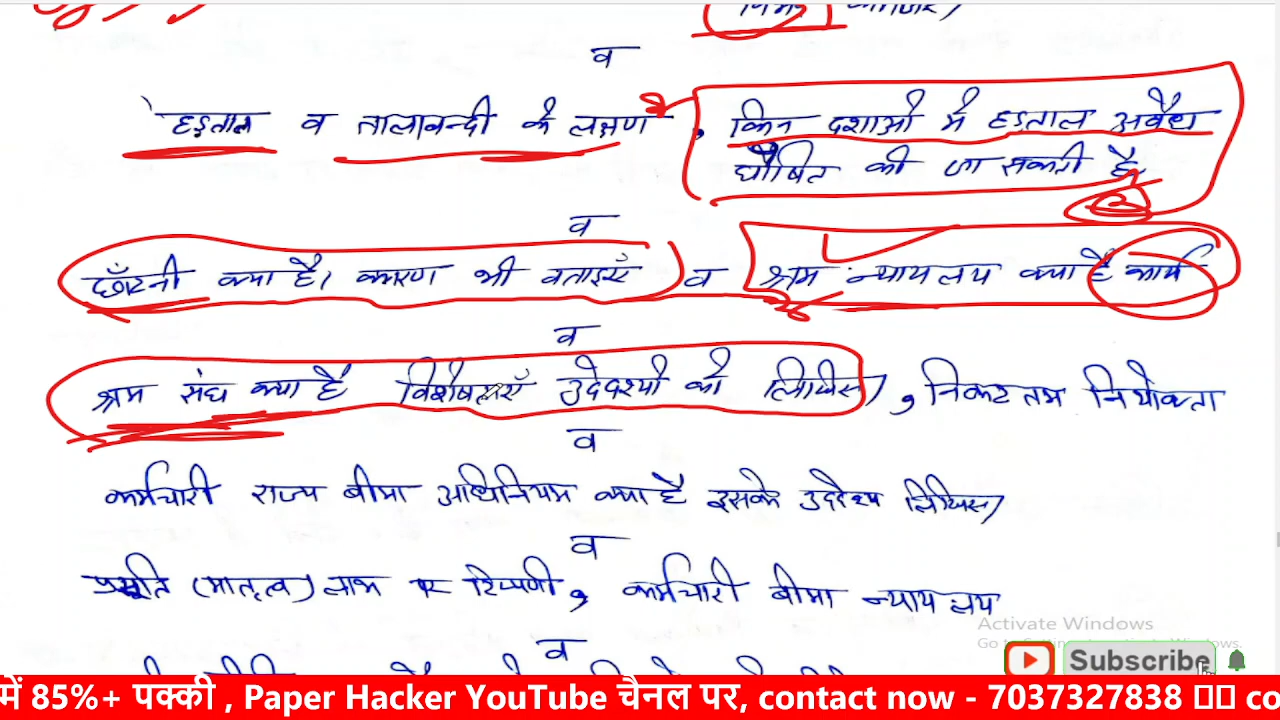 व
हड़ताल व तालाबन्दी के लक्षण , किन दशाओं में हड़ताल अवैध
घोषित की जा सकती है
व
छँटनी क्या है। कारण भी बताइएँ व श्रम न्यायलय क्या है कार्य
व
श्रम संघ क्या है विशेषताएँ उद्देश्यो को लिखिए। , निकटतम नियोक्ता
व
कर्मचारी राज्य बीमा अधिनियम क्या है इसके उद्देश्य लिखिए।
व
प्रसूति (मातृत्व) लाभ पर टिप्पणी , कर्मचारी बीमा न्यायलय
व
Activate Windows
Subscribe
में 85%+ पक्की , Paper Hacker YouTube चैनल पर, contact now - 7037327838 co